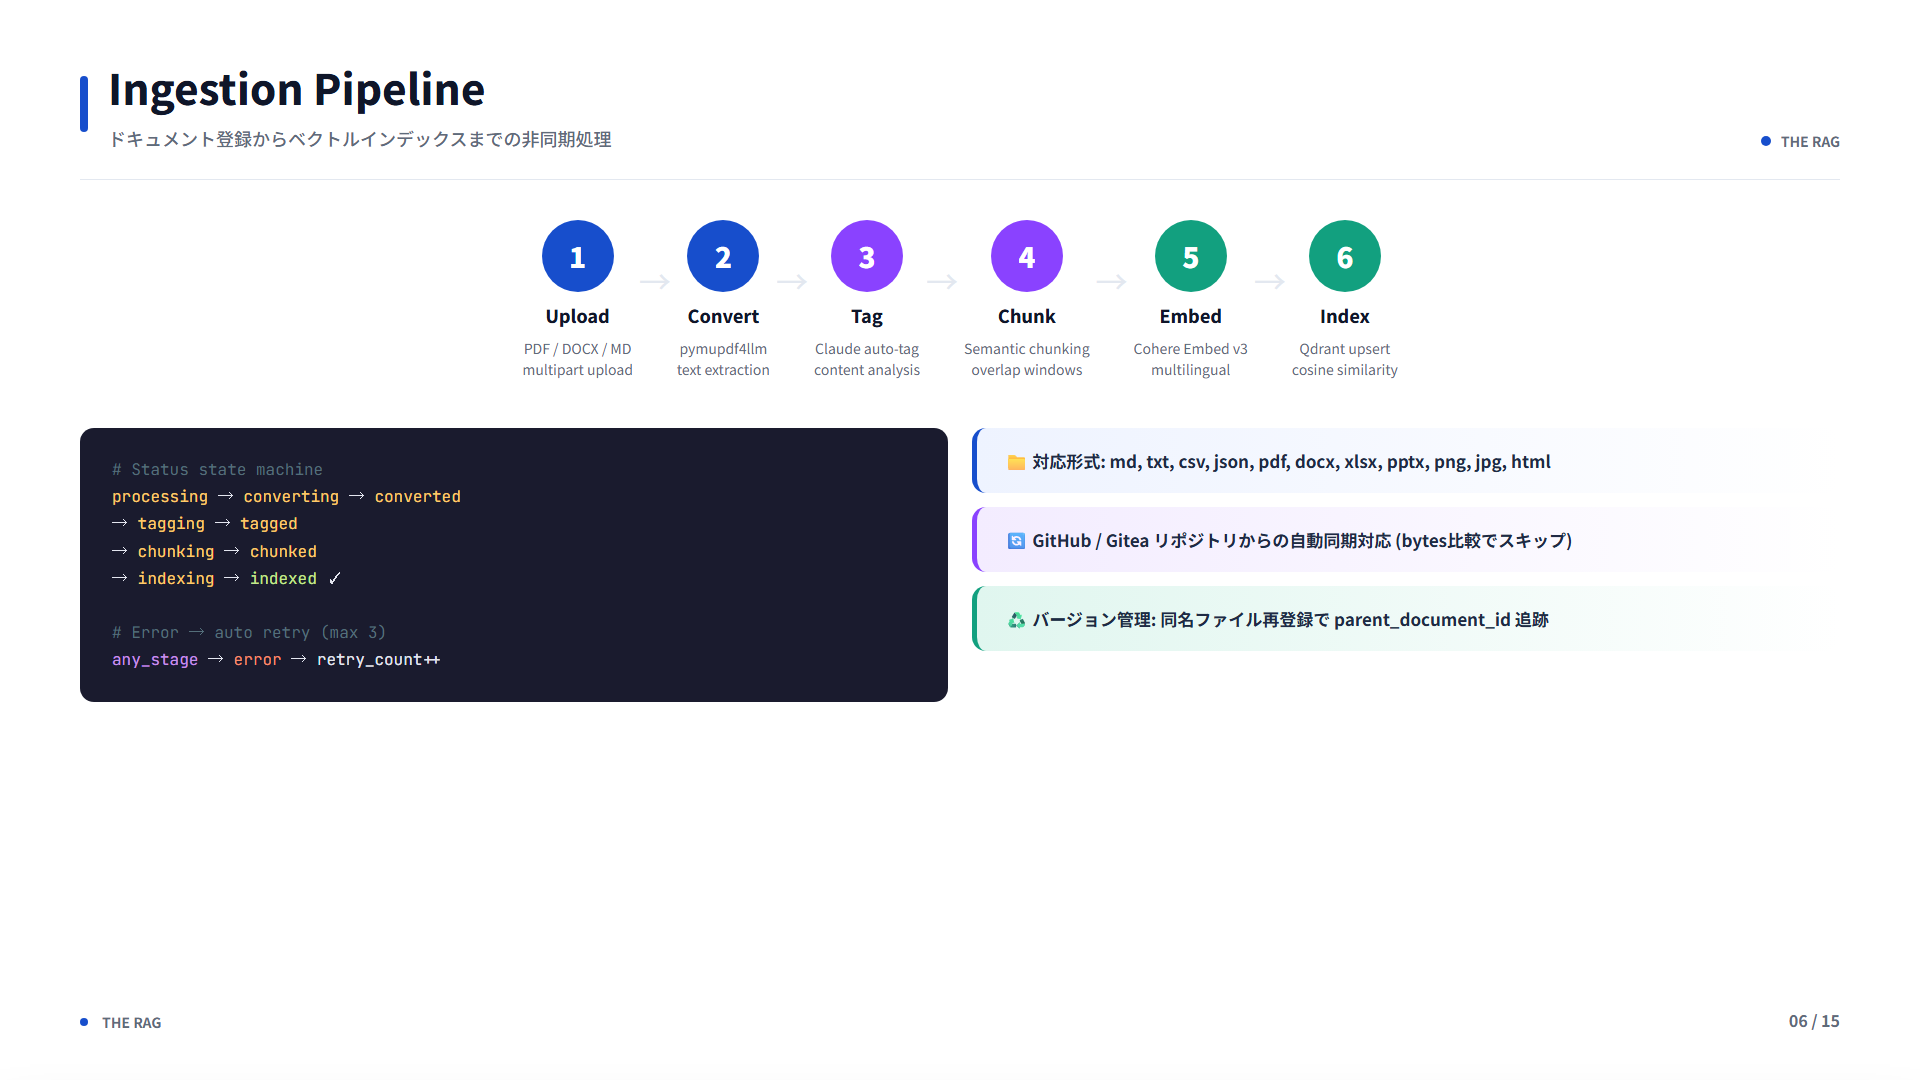 Ingestion Pipeline
ドキュメント登録からベクトルインデックスまでの非同期処理
THE RAG
1
Upload
PDF / DOCX / MD
multipart upload
→
2
Convert
pymupdf4llm
text extraction
→
3
Tag
Claude auto-tag
content analysis
→
4
Chunk
Semantic chunking
overlap windows
→
5
Embed
Cohere Embed v3
multilingual
→
6
Index
Qdrant upsert
cosine similarity
# Status state machine
processing → converting → converted
→ tagging → tagged
→ chunking → chunked
→ indexing → indexed ✓
# Error → auto retry (max 3)
any_stage → error → retry_count++
📁 対応形式: md, txt, csv, json, pdf, docx, xlsx, pptx, png, jpg, html
🔄 GitHub / Gitea リポジトリからの自動同期対応 (bytes比較でスキップ)
♻️ バージョン管理: 同名ファイル再登録で parent_document_id 追跡
THE RAG
06 / 15